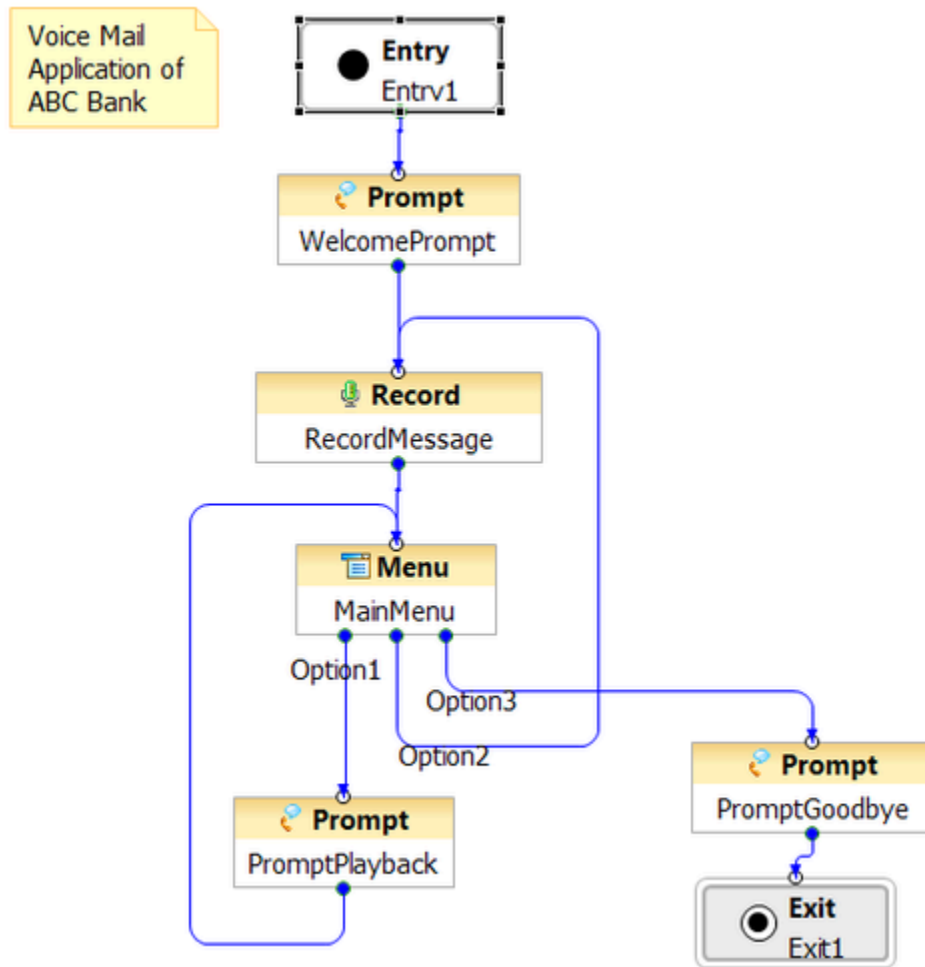 Voice Mail
Application of
ABC Bank
Entry
Entry1
Prompt
WelcomePrompt
Record
RecordMessage
Menu
MainMenu
Option1
Option3
Option2
Prompt
PromptGoodbye
Prompt
PromptPlayback
Exit
Exit1